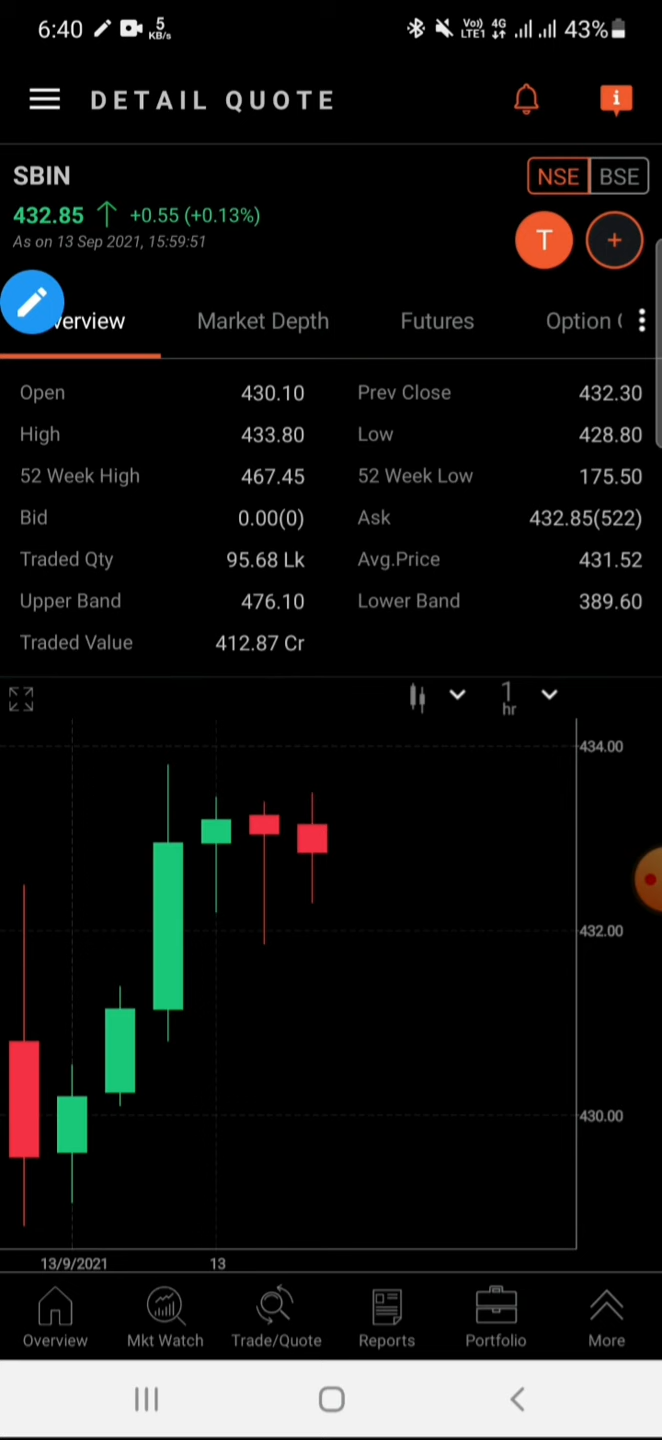 6:40 5 KB/s Vo)) LTE1 4G 43%
DETAIL QUOTE
SBIN NSE BSE
432.85 +0.55 (+0.13%)
As on 13 Sep 2021, 15:59:51
T +
verview Market Depth Futures Option
Open 430.10 Prev Close 432.30
High 433.80 Low 428.80
52 Week High 467.45 52 Week Low 175.50
Bid 0.00(0) Ask 432.85(522)
Traded Qty 95.68 Lk Avg.Price 431.52
Upper Band 476.10 Lower Band 389.60
Traded Value 412.87 Cr
1 hr
434.00
432.00
430.00
13/9/2021 13
Overview Mkt Watch Trade/Quote Reports Portfolio More